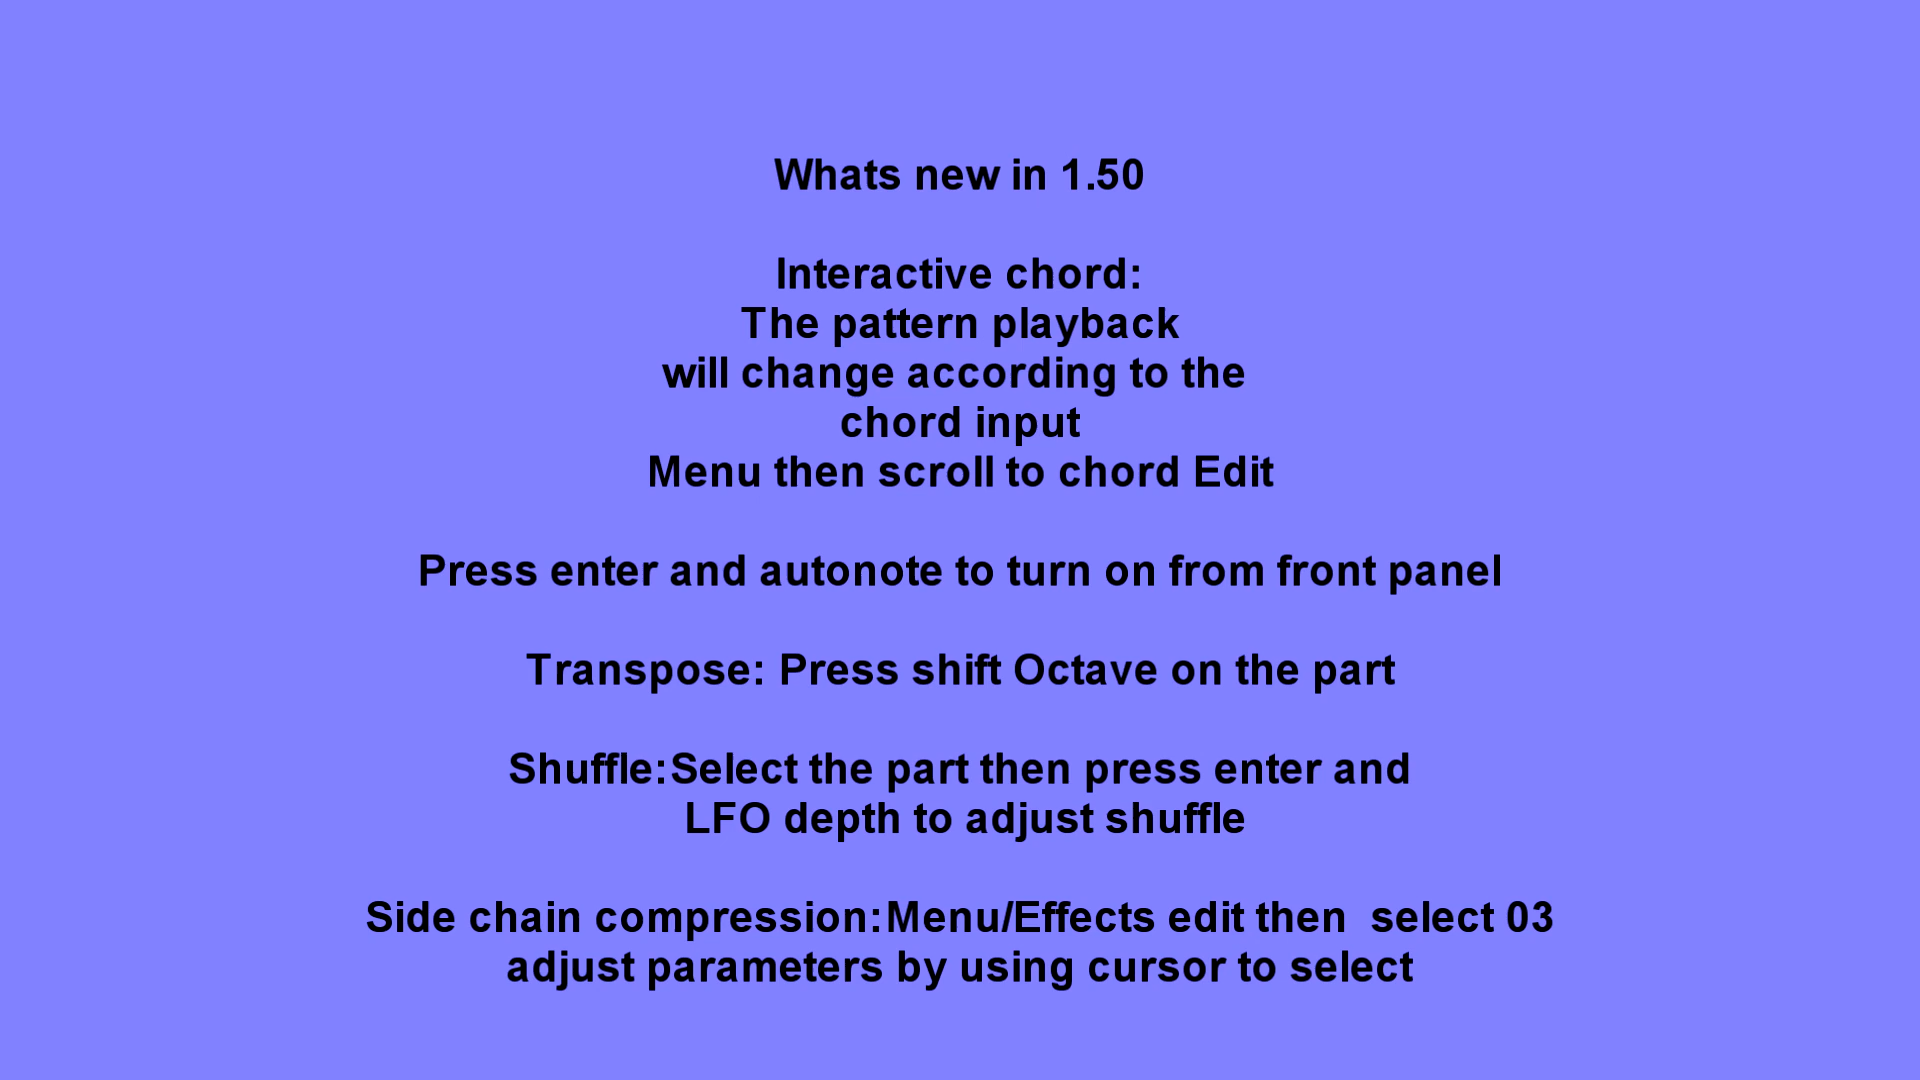 Whats new in 1.50
Interactive chord:
The pattern playback
will change according to the
chord input
Menu then scroll to chord Edit
Press enter and autonote to turn on from front panel
Transpose: Press shift Octave on the part
Shuffle:Select the part then press enter and
LFO depth to adjust shuffle
Side chain compression:Menu/Effects edit then  select 03
adjust parameters by using cursor to select